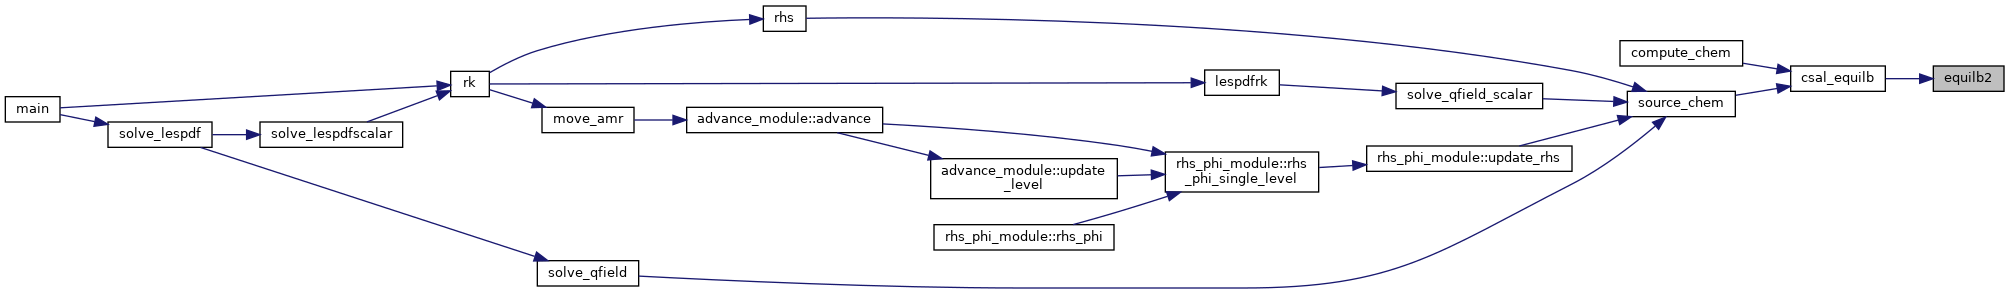 main
solve_lespdf
solve_lespdfscalar
rk
rhs
move_amr
solve_qfield
advance_module::advance
advance_module::update
_level
rhs_phi_module::rhs_phi
lespdfrk
rhs_phi_module::rhs
_phi_single_level
solve_qfield_scalar
rhs_phi_module::update_rhs
compute_chem
source_chem
csal_equilb
equilb2